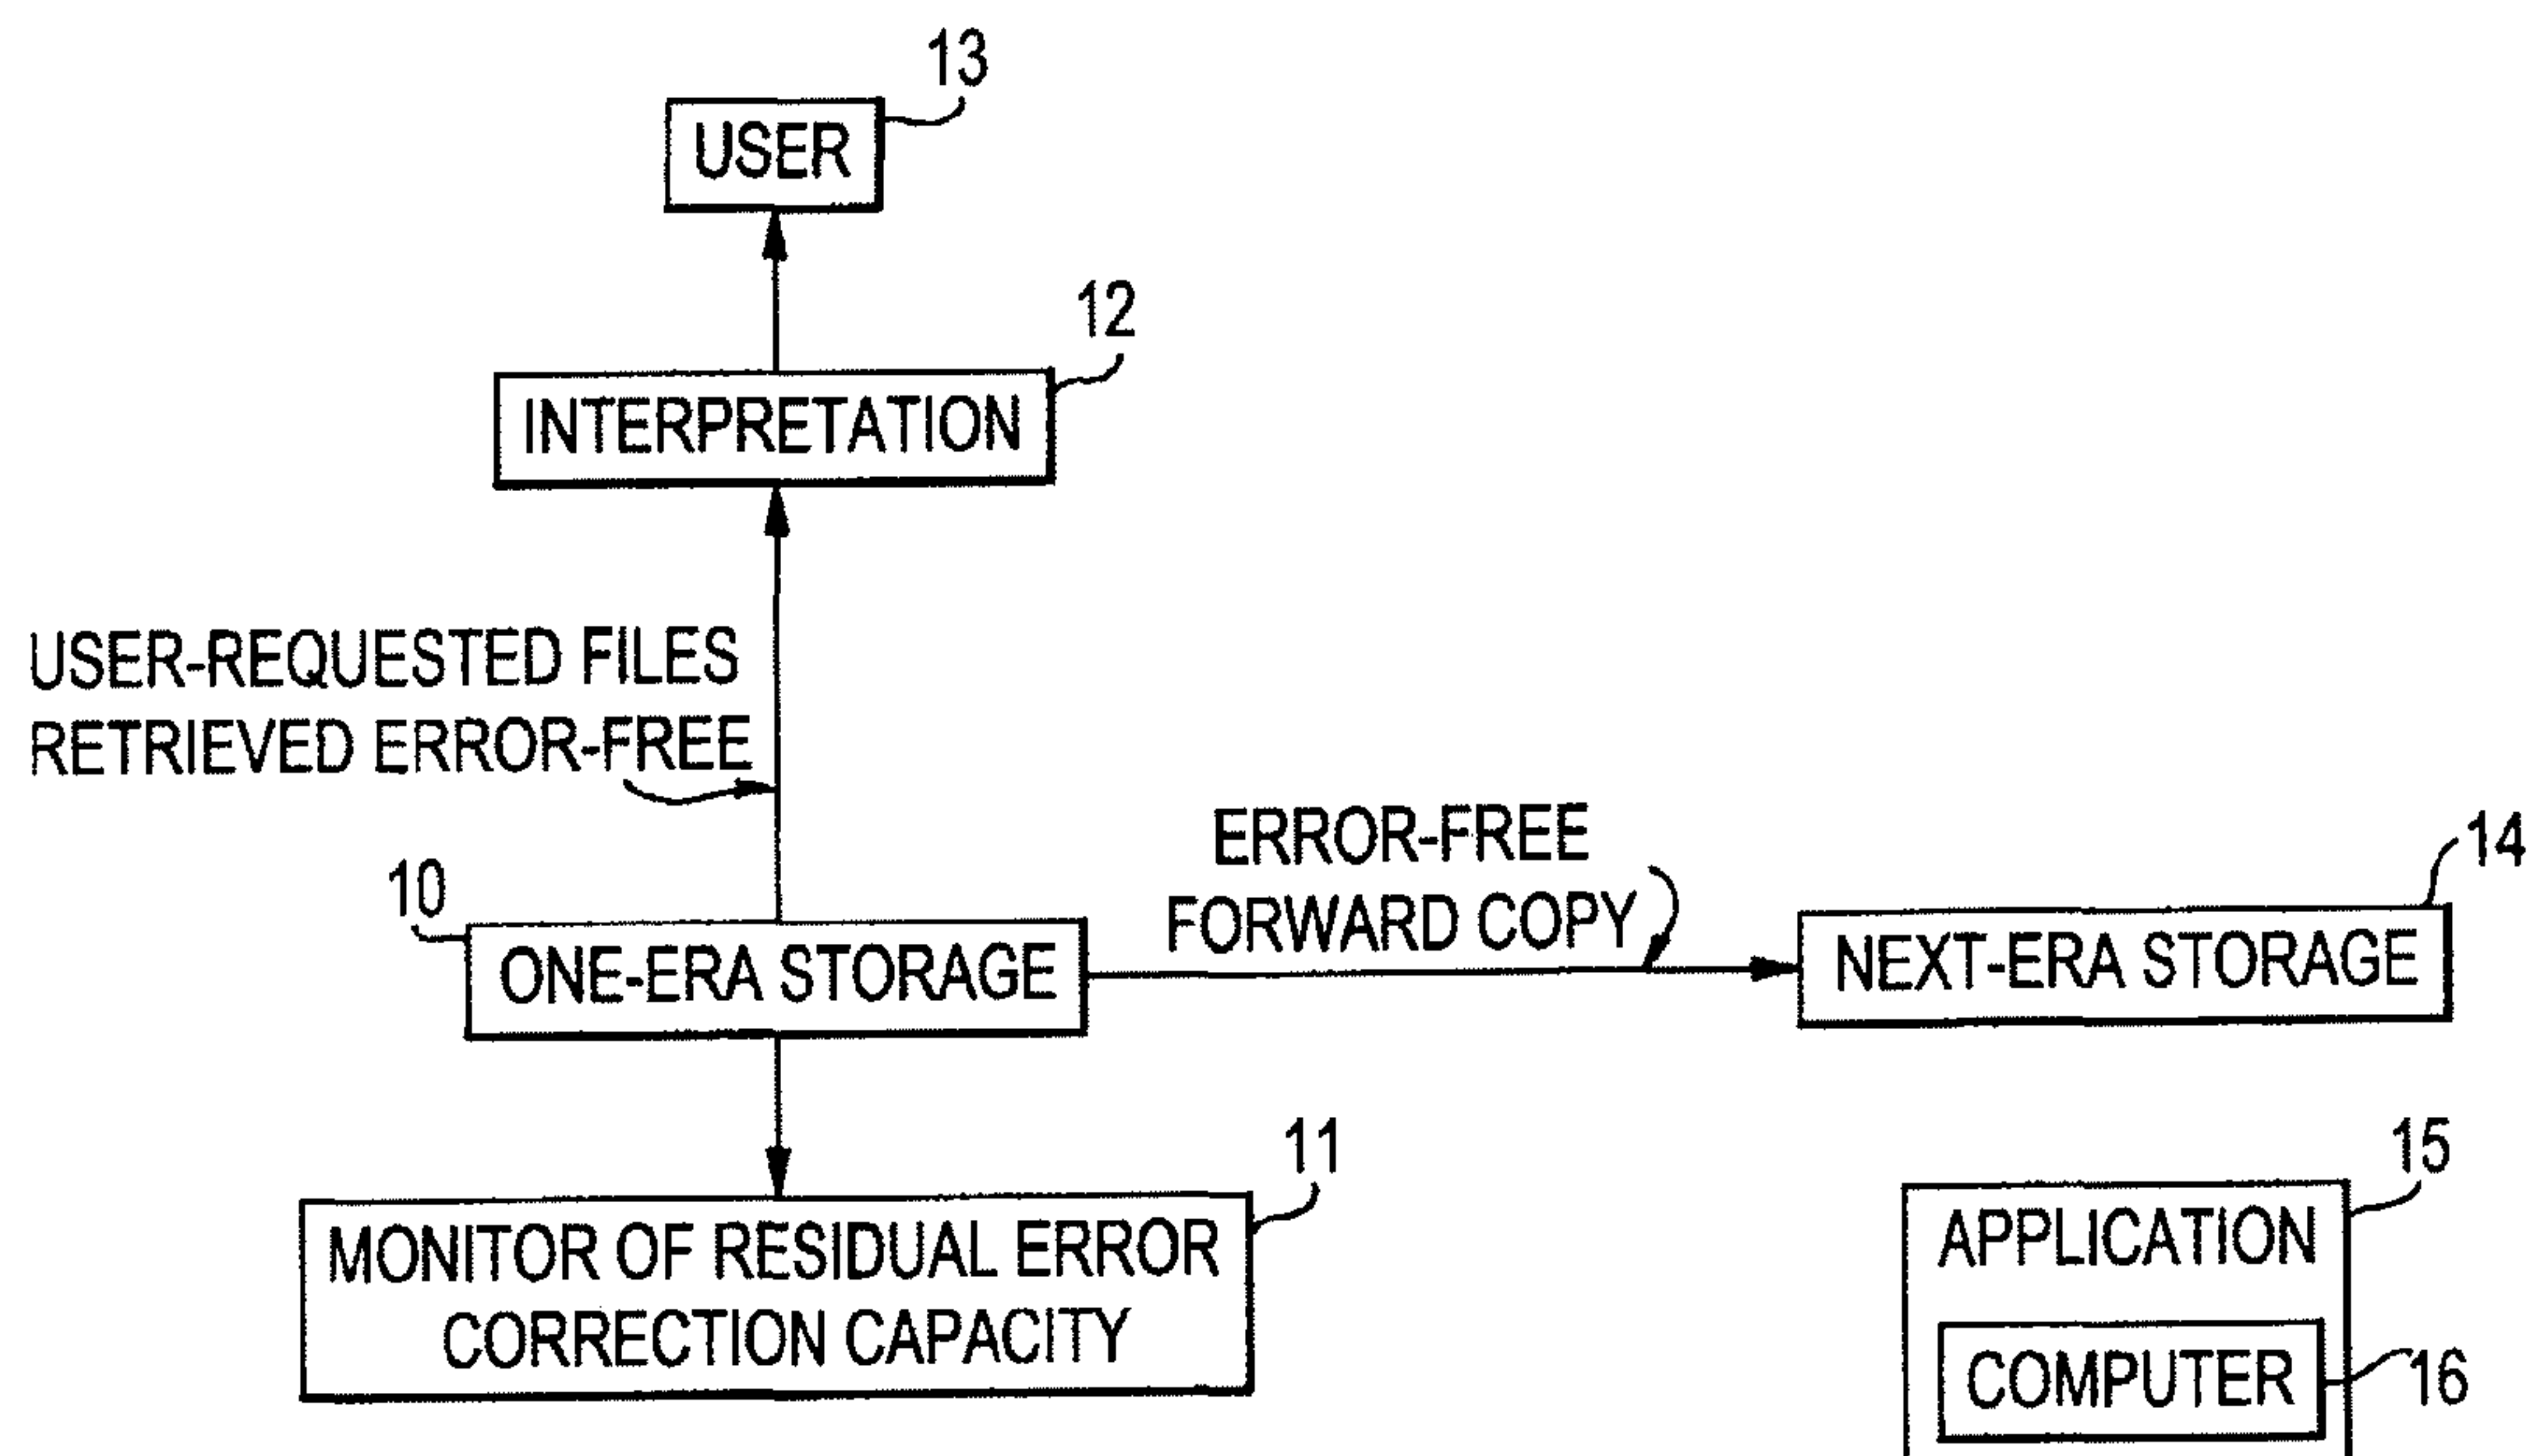 13
USER
12
INTERPRETATION
USER-REQUESTED FILES
RETRIEVED ERROR-FREE
ERROR-FREE
FORWARD COPY
14
10
ONE-ERA STORAGE
NEXT-ERA STORAGE
11
MONITOR OF RESIDUAL ERROR
CORRECTION CAPACITY
15
APPLICATION
COMPUTER
16